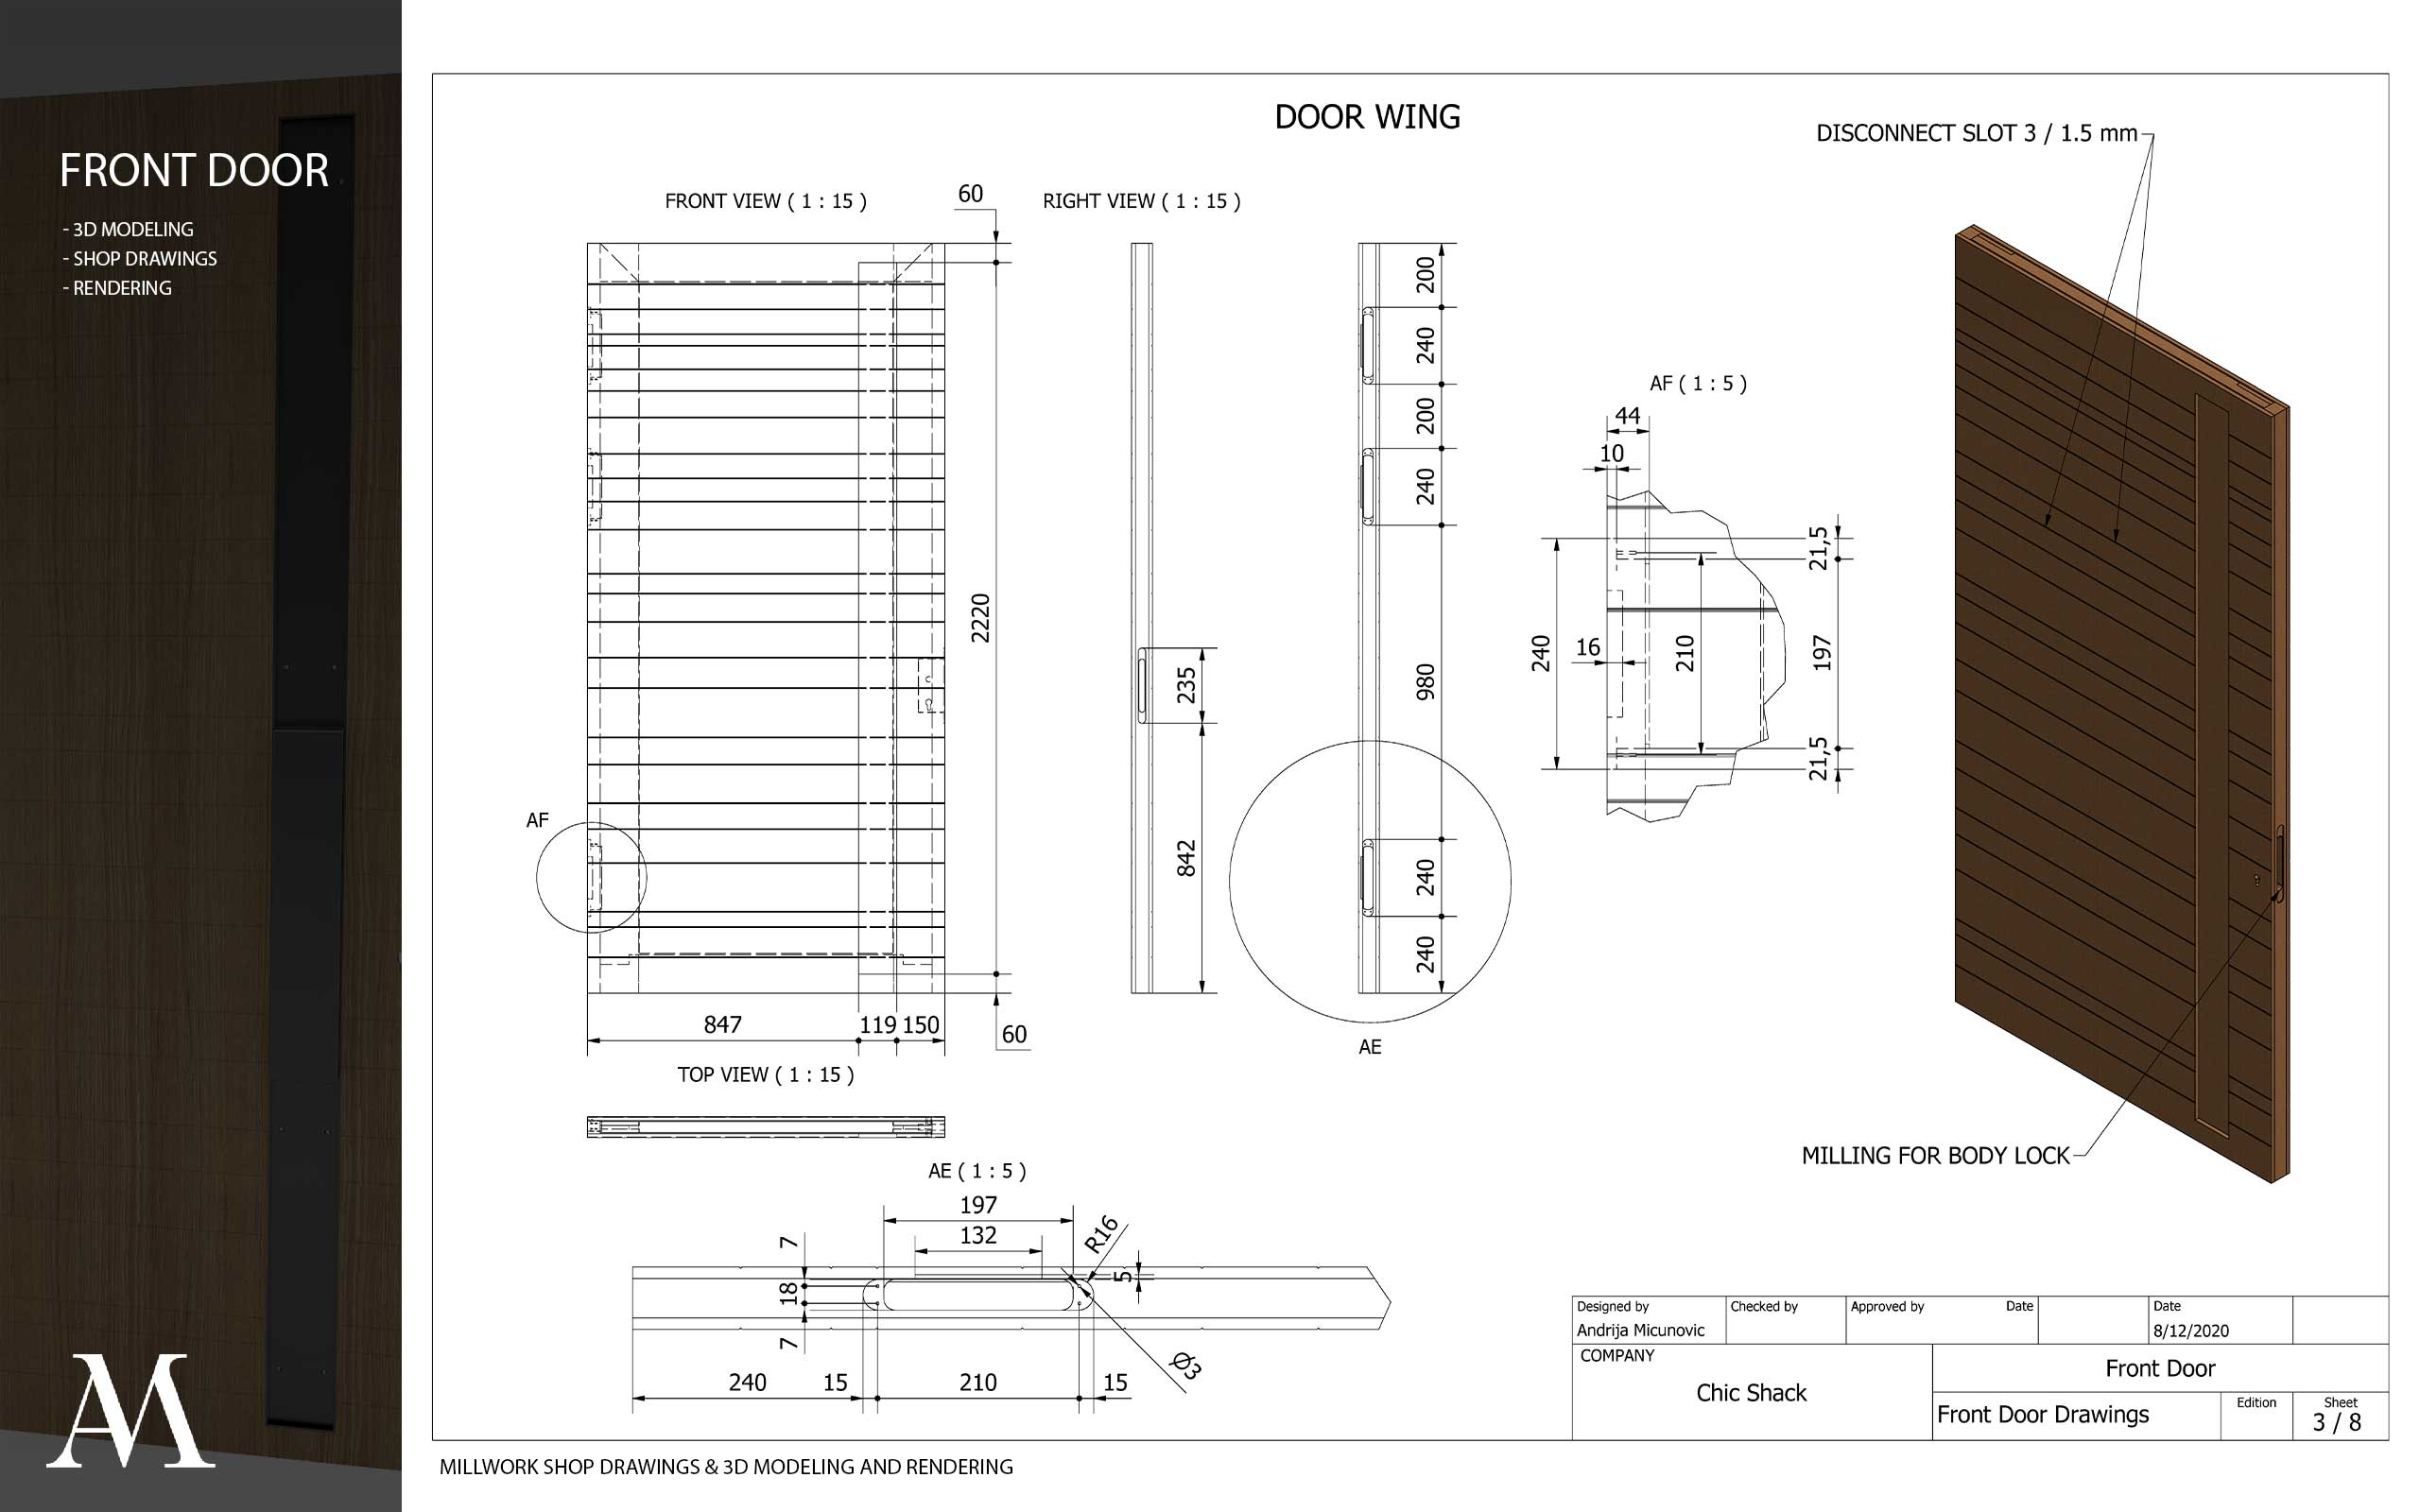 FRONT DOOR
- 3D MODELING
- SHOP DRAWINGS
- RENDERING
AM
DOOR WING
DISCONNECT SLOT 3 / 1.5 mm
FRONT VIEW ( 1 : 15 )
60
2220
60
847
119
150
AF
RIGHT VIEW ( 1 : 15 )
235
842
200
240
200
240
980
240
240
AE
AF ( 1 : 5 )
44
10
240
16
210
21,5
197
21,5
MILLING FOR BODY LOCK
TOP VIEW ( 1 : 15 )
AE ( 1 : 5 )
197
132
R16
7
18
7
5
Ø3
240
15
210
15
Designed by
Andrija Micunovic
Checked by
Approved by
Date
Date
8/12/2020
COMPANY
Chic Shack
Front Door
Front Door Drawings
Edition
Sheet
3 / 8
MILLWORK SHOP DRAWINGS & 3D MODELING AND RENDERING